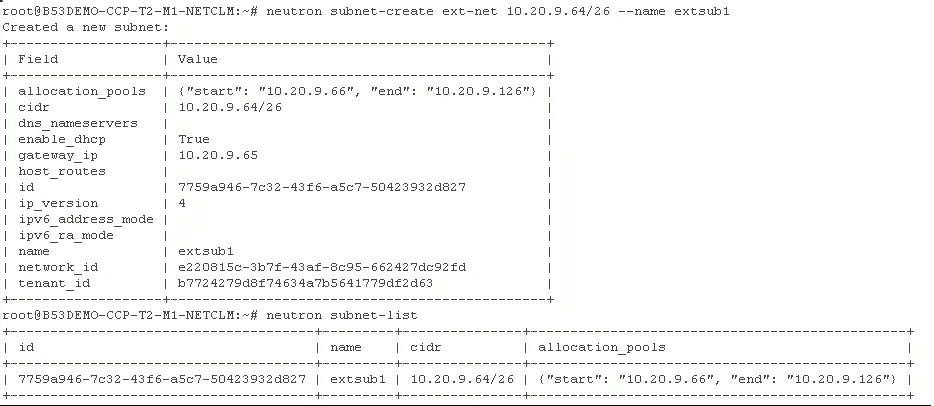 root@B53DEMO-CCP-T2-M1-NETCLM:~# neutron subnet-create ext-net 10.20.9.64/26 --name extsub1
Created a new subnet:
+-------------------+------------------------------------------------+
| Field             | Value                                          |
+-------------------+------------------------------------------------+
| allocation_pools  | {"start": "10.20.9.66", "end": "10.20.9.126"} |
| cidr              | 10.20.9.64/26                                  |
| dns_nameservers   |                                                |
| enable_dhcp       | True                                           |
| gateway_ip        | 10.20.9.65                                     |
| host_routes       |                                                |
| id                | 7759a946-7c32-43f6-a5c7-50423932d827           |
| ip_version        | 4                                              |
| ipv6_address_mode |                                                |
| ipv6_ra_mode      |                                                |
| name              | extsub1                                        |
| network_id        | e220815c-3b7f-43af-8c95-662427dc92fd           |
| tenant_id         | b7724279d8f74634a7b5641779df2d63               |
+-------------------+------------------------------------------------+
root@B53DEMO-CCP-T2-M1-NETCLM:~# neutron subnet-list
+--------------------------------------+---------+---------------+-----------------------------------------------+
| id                                   | name    | cidr          | allocation_pools                              |
+--------------------------------------+---------+---------------+-----------------------------------------------+
| 7759a946-7c32-43f6-a5c7-50423932d827 | extsub1 | 10.20.9.64/26 | {"start": "10.20.9.66", "end": "10.20.9.126"} |
+--------------------------------------+---------+---------------+-----------------------------------------------+